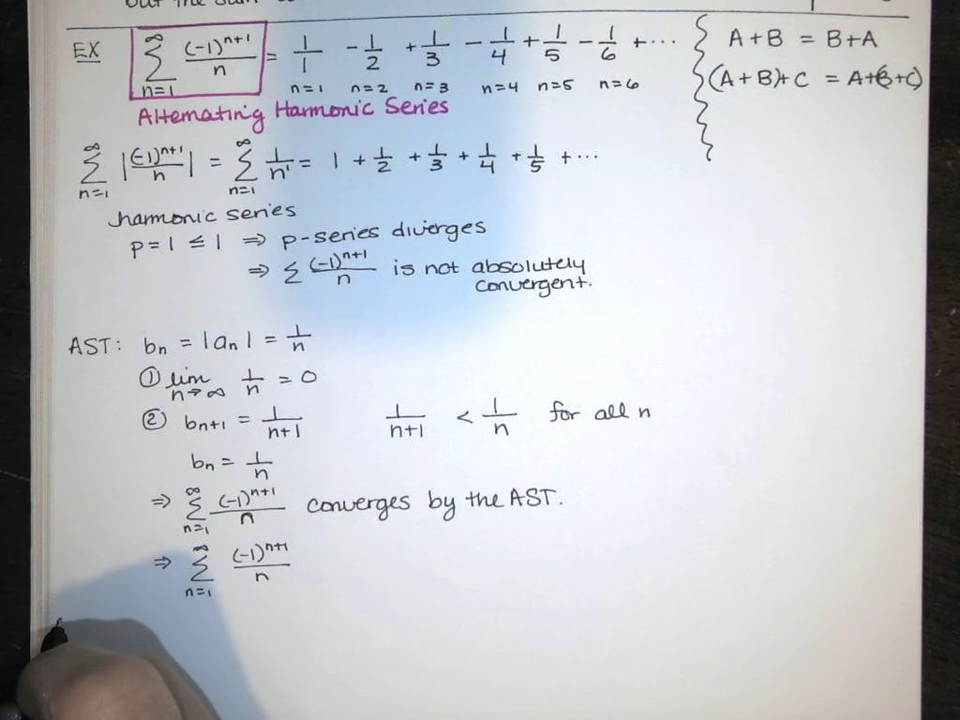 but the sum
EX ∞ Σ n=1 (-1)^(n+1)/n = 1/1 - 1/2 + 1/3 - 1/4 + 1/5 - 1/6 + ···
n=1 n=2 n=3 n=4 n=5 n=6
Alternating Harmonic Series
A+B = B+A
(A+B)+C = A+(B+C)
∞ Σ n=1 |(-1)^(n+1)/n| = ∞ Σ n=1 1/n¹ = 1 + 1/2 + 1/3 + 1/4 + 1/5 + ···
harmonic series
p=1 ≤ 1 ⇒ p-series diverges
⇒ Σ (-1)^(n+1)/n is not absolutely
convergent.
AST: bn = |an| = 1/n
① lim n→∞ 1/n = 0
② bn+1 = 1/(n+1) 1/(n+1) < 1/n for all n
bn = 1/n
⇒ ∞ Σ n=1 (-1)^(n+1)/n converges by the AST.
⇒ ∞ Σ n=1 (-1)^(n+1)/n